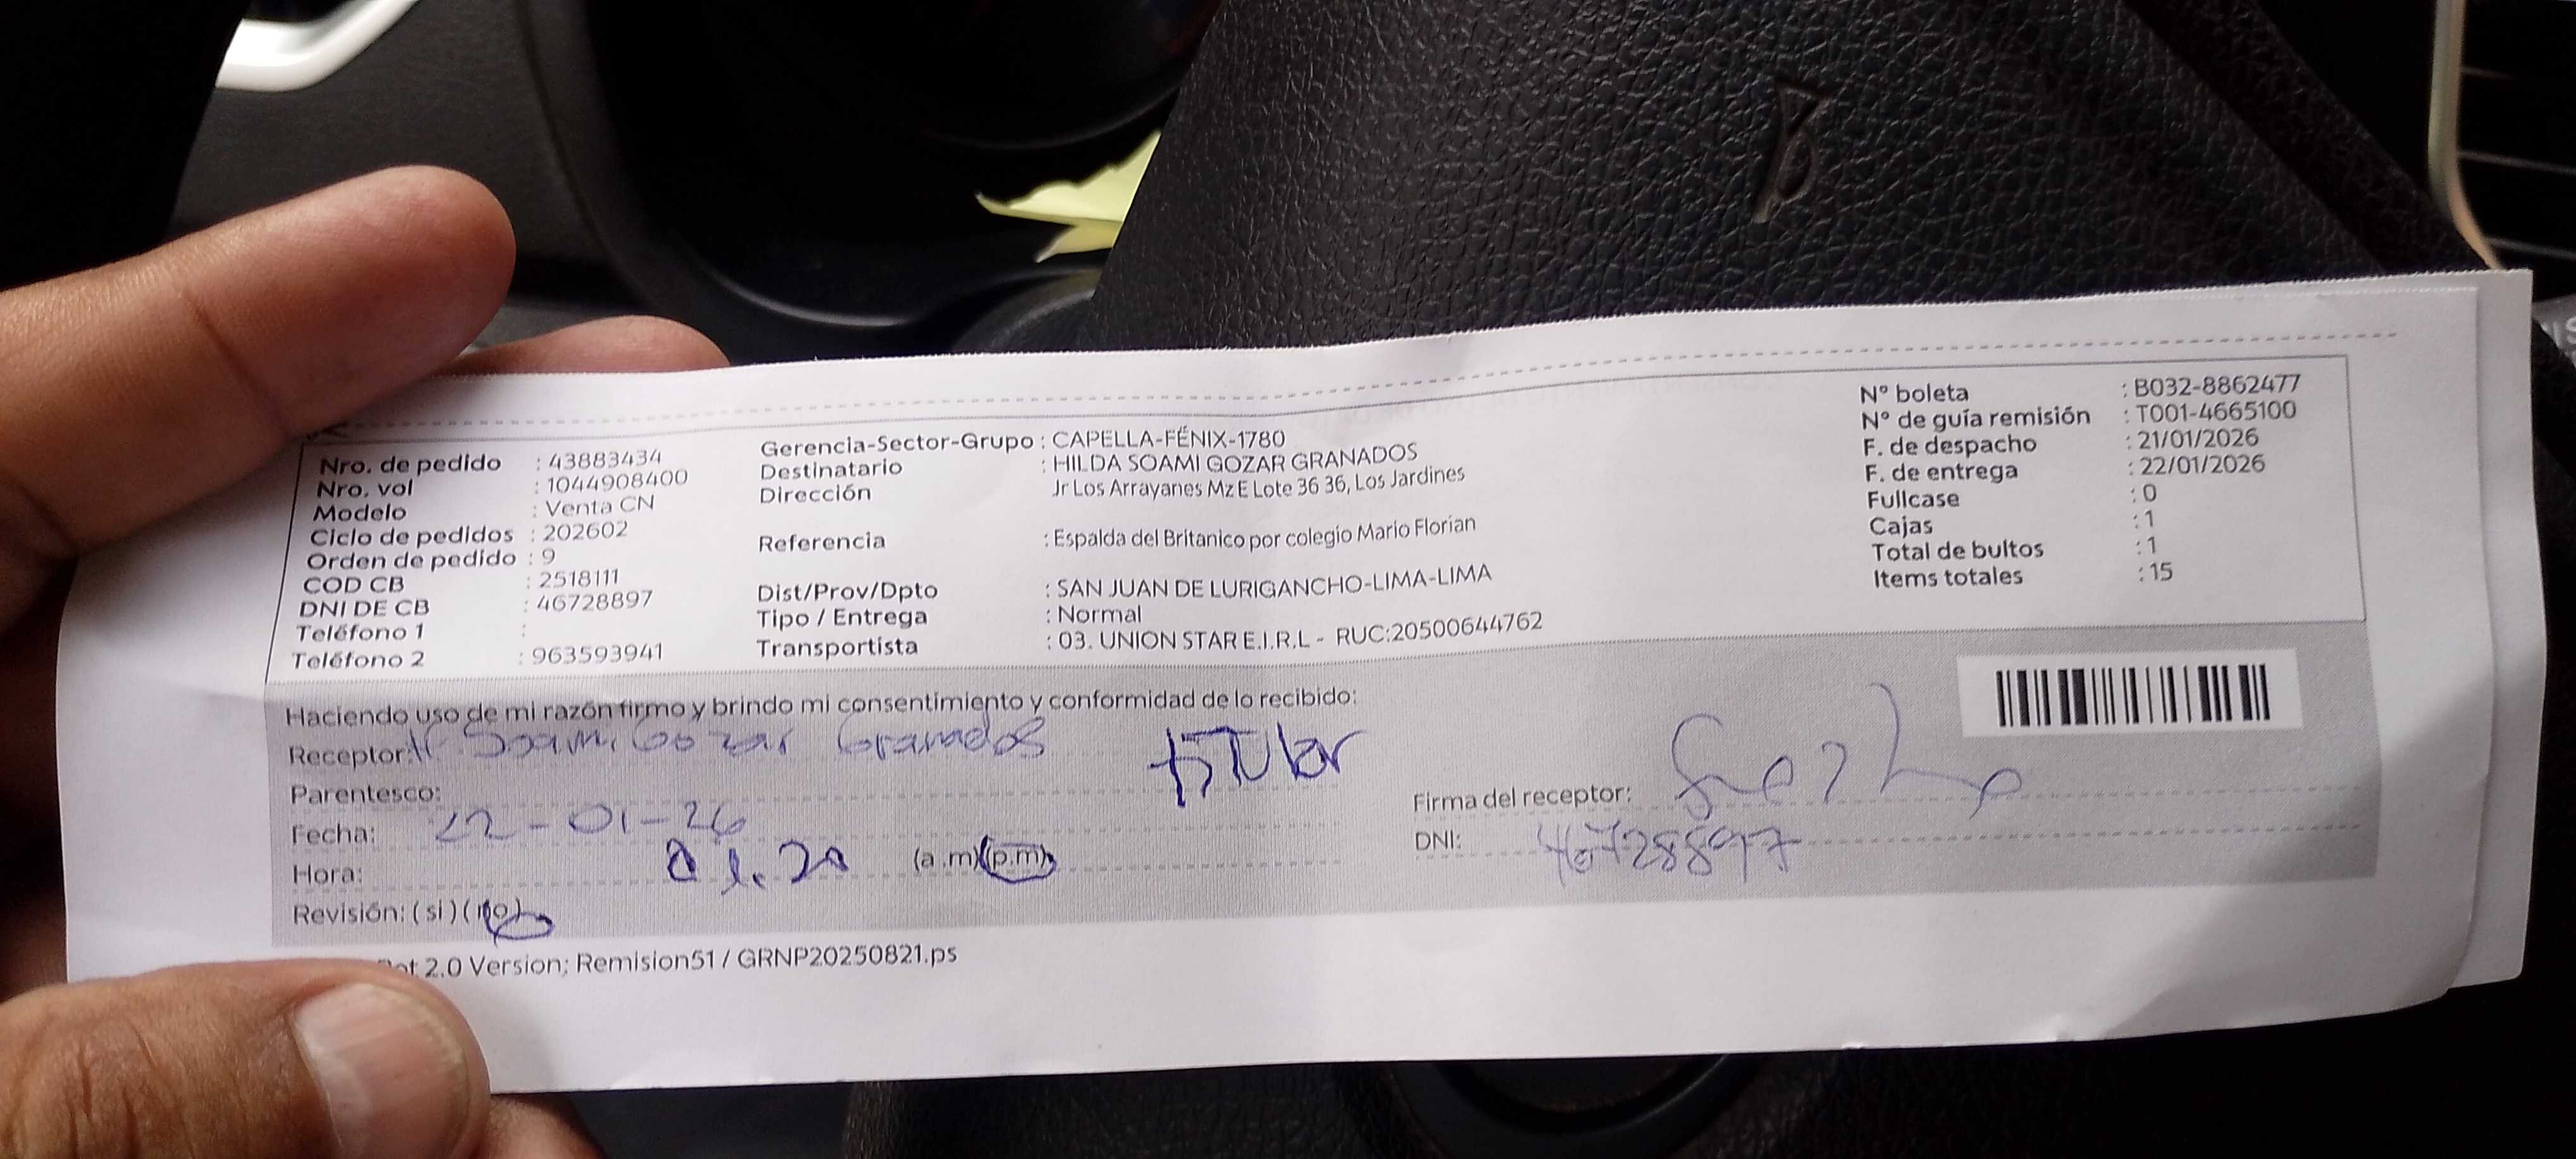 Nro. de pedido : 43883434
Nro. vol : 1044908400
Modelo : Venta CN
Ciclo de pedidos : 202602
Orden de pedido : 9
COD CB : 2518111
DNI DE CB : 46728897
Teléfono 1 :
Teléfono 2 : 963593941
Gerencia-Sector-Grupo : CAPELLA-FÉNIX-1780
Destinatario : HILDA SOAMI GOZAR GRANADOS
Dirección Jr Los Arrayanes Mz E Lote 36 36, Los Jardines
Referencia : Espalda del Britanico por colegio Mario Florian
Dist/Prov/Dpto : SAN JUAN DE LURIGANCHO-LIMA-LIMA
Tipo / Entrega : Normal
Transportista : 03. UNION STAR E.I.R.L - RUC:20500644762
N° boleta : B032-8862477
N° de guía remisión : T001-4665100
F. de despacho : 21/01/2026
F. de entrega : 22/01/2026
Fullcase : 0
Cajas : 1
Total de bultos : 1
Items totales : 15
Haciendo uso de mi razón firmo y brindo mi consentimiento y conformidad de lo recibido:
Receptor: H. Soami Gozar Granados
Parentesco: tiTular
Fecha: 22-01-26
Hora: 01.20 (a.m)(p.m)
Revisión: (si) (no)
Firma del receptor:
DNI: 46728897
2.0 Version; Remision51 / GRNP20250821.ps